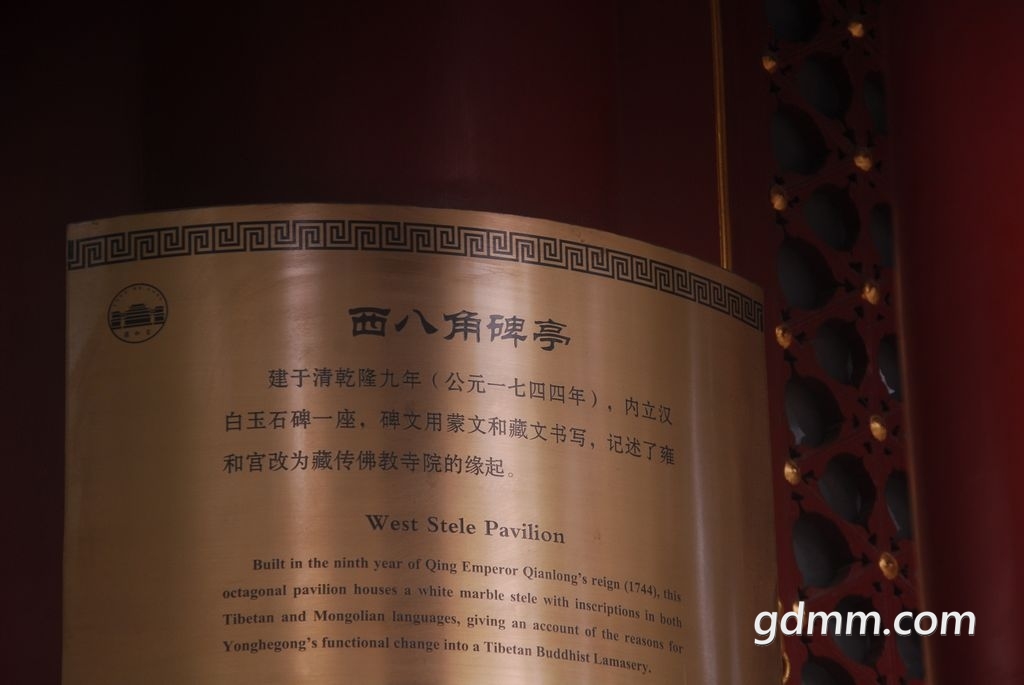 西八角碑亭
建于清乾隆九年（公元一七四四年），内立汉
白玉石碑一座，碑文用蒙文和藏文书写，记述了雍
和宫改为藏传佛教寺院的缘起。
West Stele Pavilion
Built in the ninth year of Qing Emperor Qianlong's reign (1744), this
octagonal pavilion houses a white marble stele with inscriptions in both
Tibetan and Mongolian languages, giving an account of the reasons for
Yonghegong's functional change into a Tibetan Buddhist Lamasery.
gdmm.com